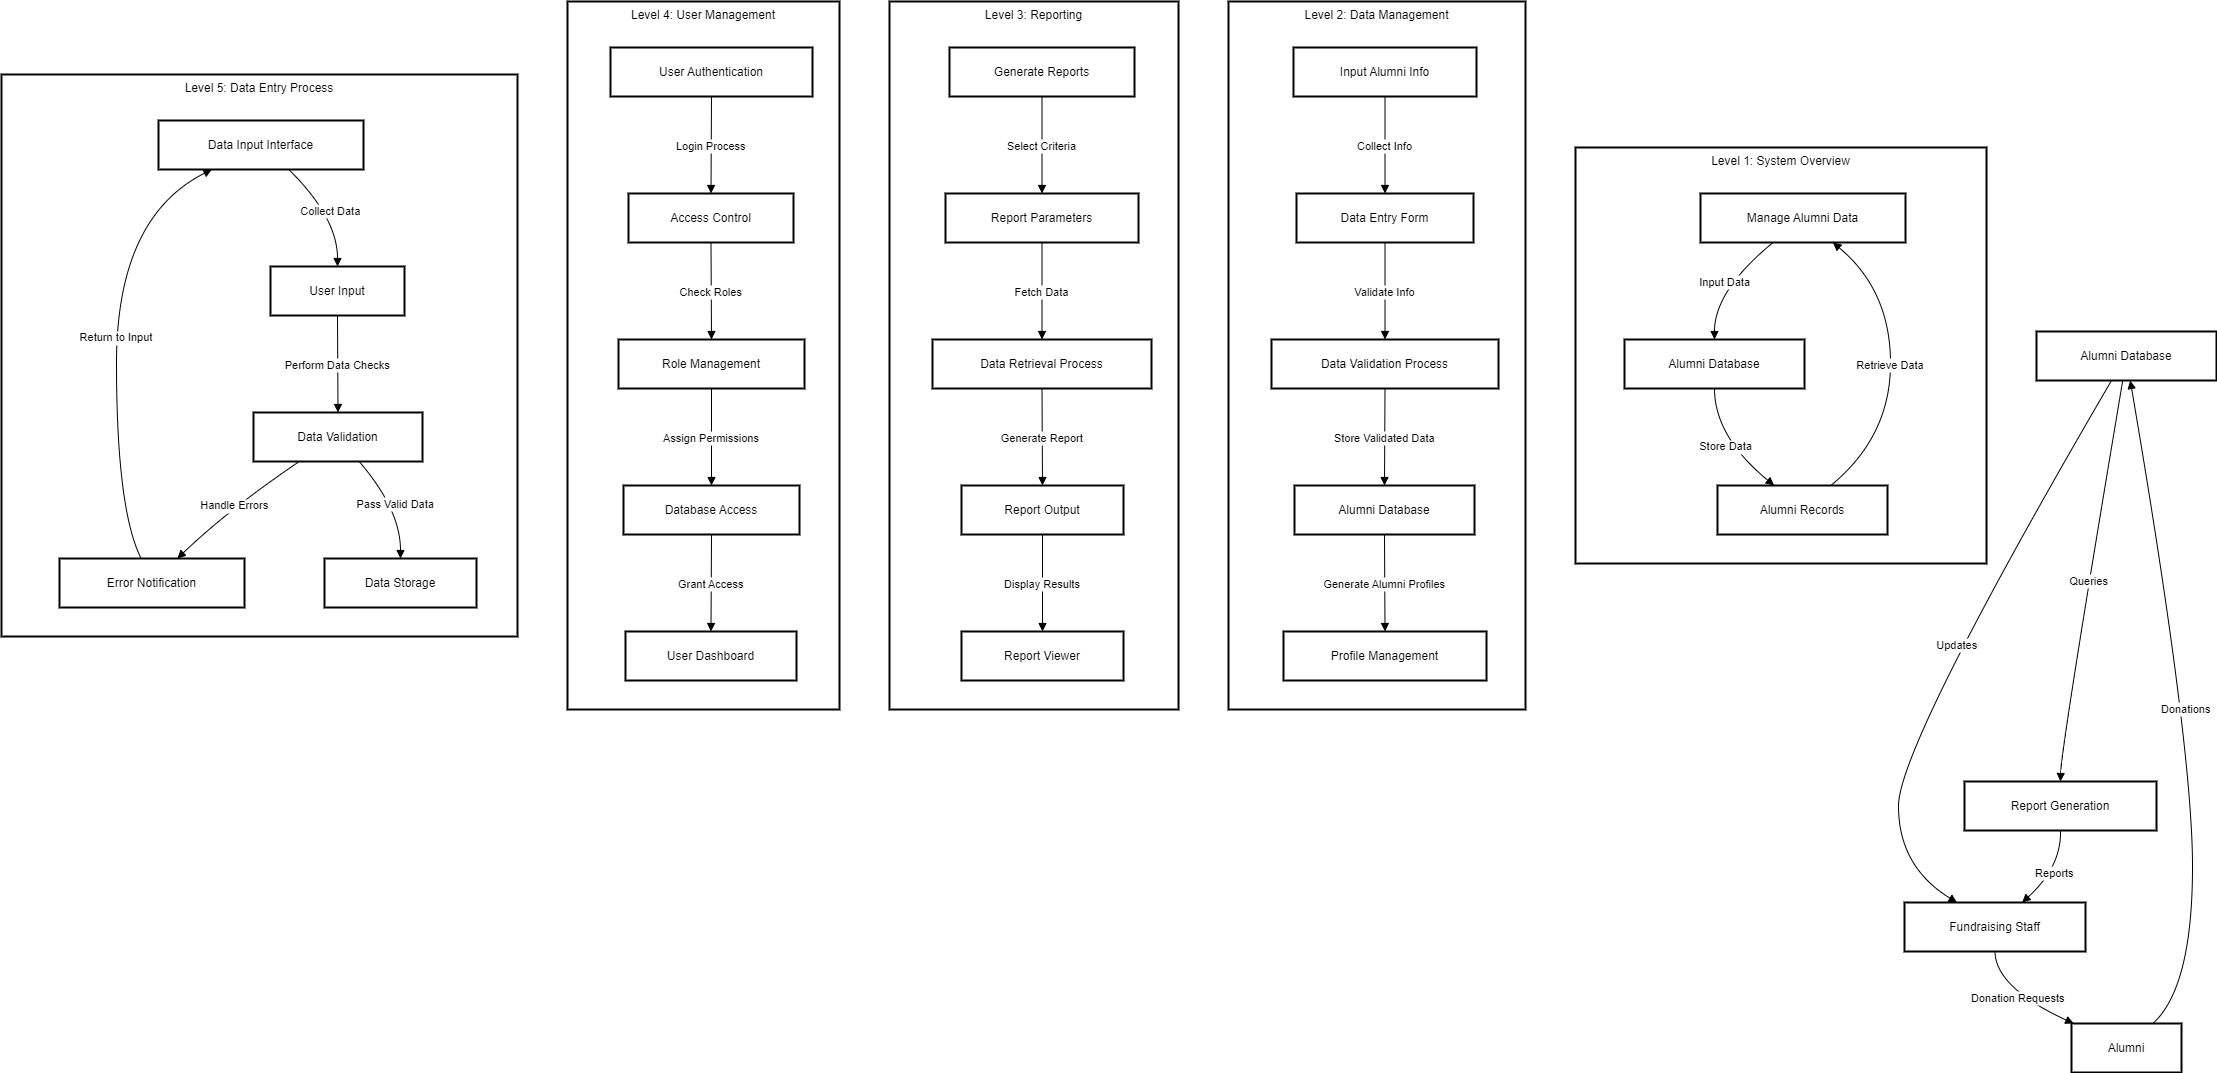 Level 5: Data Entry Process
Data Input Interface
Collect Data
User Input
Return to Input
Perform Data Checks
Data Validation
Handle Errors
Pass Valid Data
Error Notification
Data Storage
Level 4: User Management
User Authentication
Login Process
Access Control
Check Roles
Role Management
Assign Permissions
Database Access
Grant Access
User Dashboard
Level 3: Reporting
Generate Reports
Select Criteria
Report Parameters
Fetch Data
Data Retrieval Process
Generate Report
Report Output
Display Results
Report Viewer
Level 2: Data Management
Input Alumni Info
Collect Info
Data Entry Form
Validate Info
Data Validation Process
Store Validated Data
Alumni Database
Generate Alumni Profiles
Profile Management
Level 1: System Overview
Manage Alumni Data
Input Data
Alumni Database
Retrieve Data
Store Data
Alumni Records
Alumni Database
Queries
Updates
Donations
Report Generation
Reports
Fundraising Staff
Donation Requests
Alumni